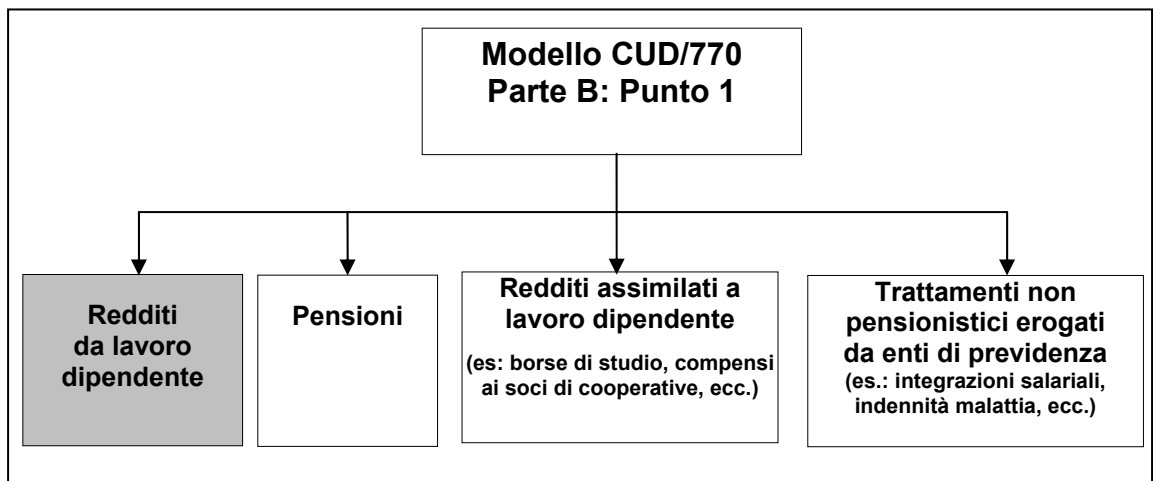 Modello CUD/770
Parte B: Punto 1
Redditi
da lavoro
dipendente
Pensioni
Redditi assimilati a
lavoro dipendente
(es: borse di studio, compensi
ai soci di cooperative, ecc.)
Trattamenti non
pensionistici erogati
da enti di previdenza
(es.: integrazioni salariali,
indennità malattia, ecc.)